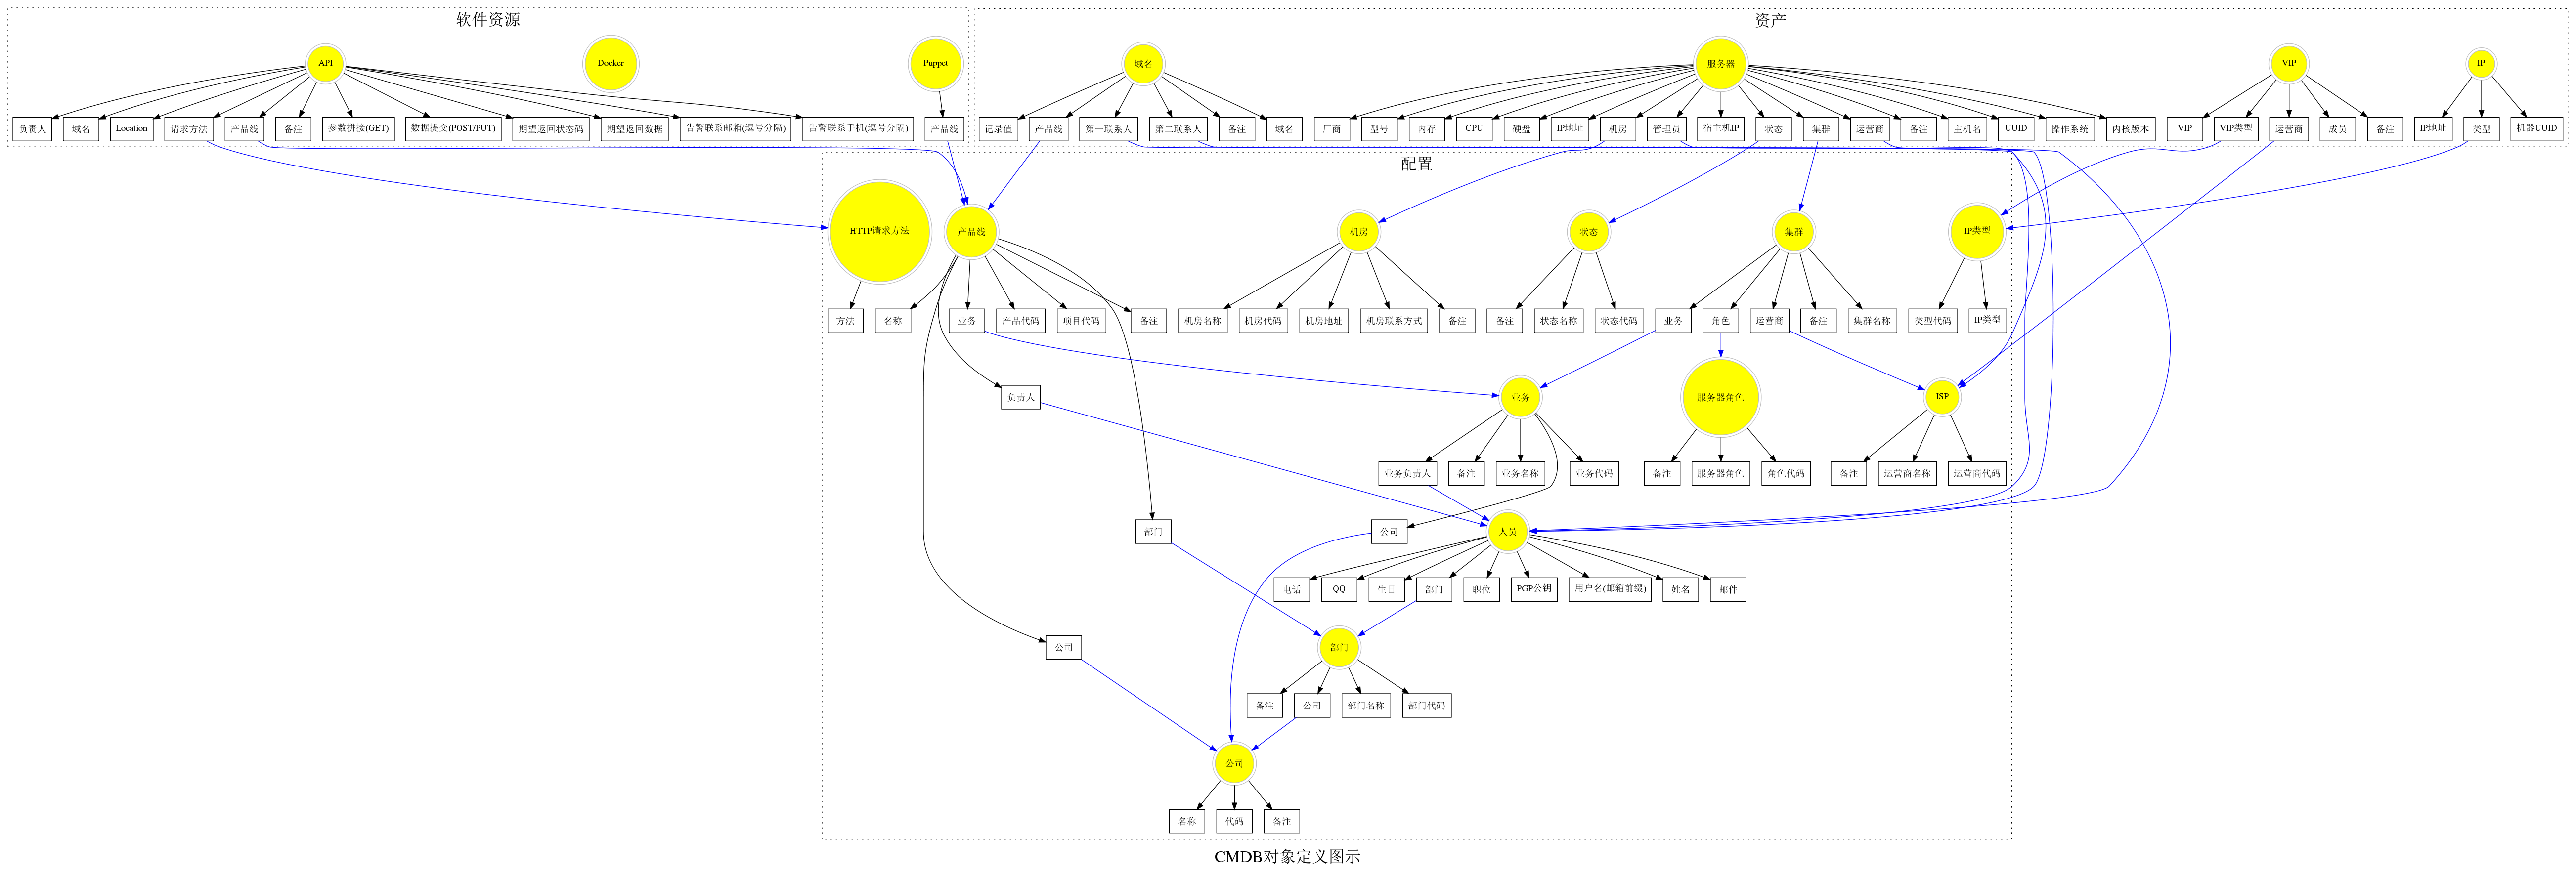 软件资源
资产
API
Docker
Puppet
域名
服务器
VIP
IP
负责人
域名
Location
请求方法
产品线
备注
参数拼接(GET)
数据提交(POST/PUT)
期望返回状态码
期望返回数据
告警联系邮箱(逗号分隔)
告警联系手机(逗号分隔)
产品线
记录值
产品线
第一联系人
第二联系人
备注
域名
厂商
型号
内存
CPU
硬盘
IP地址
机房
管理员
宿主机IP
状态
集群
运营商
备注
主机名
UUID
操作系统
内核版本
VIP
VIP类型
运营商
成员
备注
IP地址
类型
机器UUID
配置
HTTP请求方法
产品线
机房
状态
集群
IP类型
方法
名称
业务
产品代码
项目代码
备注
机房名称
机房代码
机房地址
机房联系方式
备注
备注
状态名称
状态代码
业务
角色
运营商
备注
集群名称
类型代码
IP类型
负责人
业务
服务器角色
ISP
业务负责人
备注
业务名称
业务代码
备注
服务器角色
角色代码
备注
运营商名称
运营商代码
部门
公司
人员
电话
QQ
生日
部门
职位
PGP公钥
用户名(邮箱前缀)
姓名
邮件
公司
部门
备注
公司
部门名称
部门代码
公司
名称
代码
备注
CMDB对象定义图示